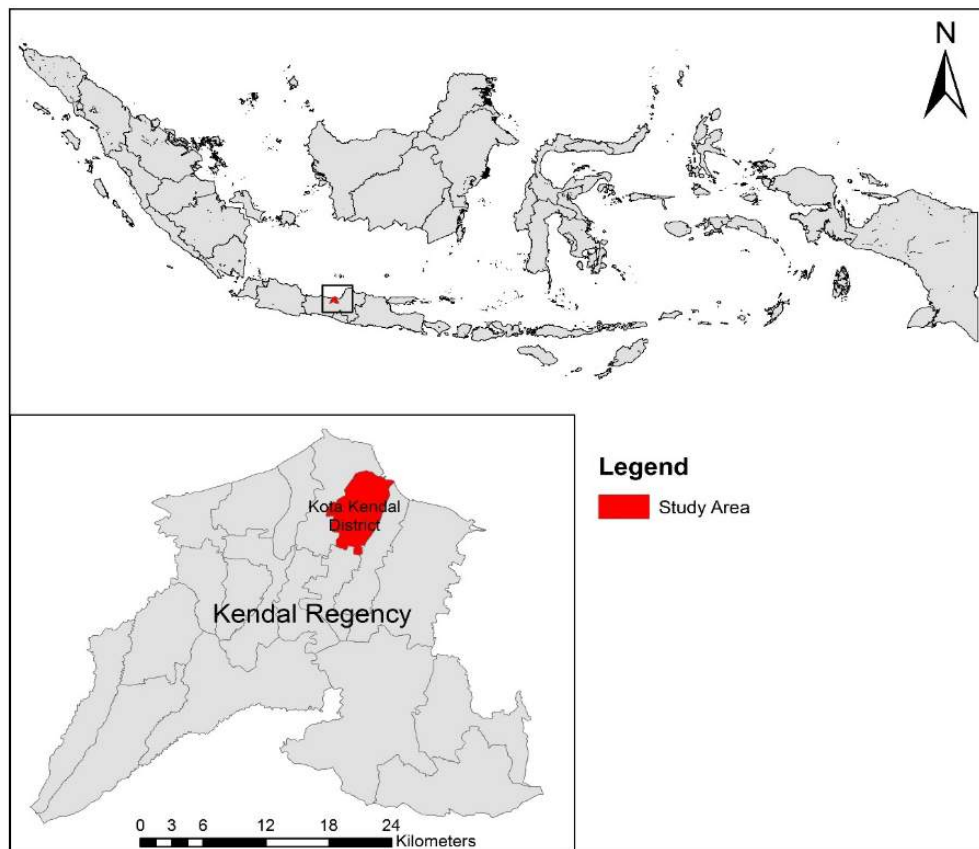 N
Legend
Study Area
Kota Kendal
District
Kendal Regency
0 3 6 12 18 24
Kilometers